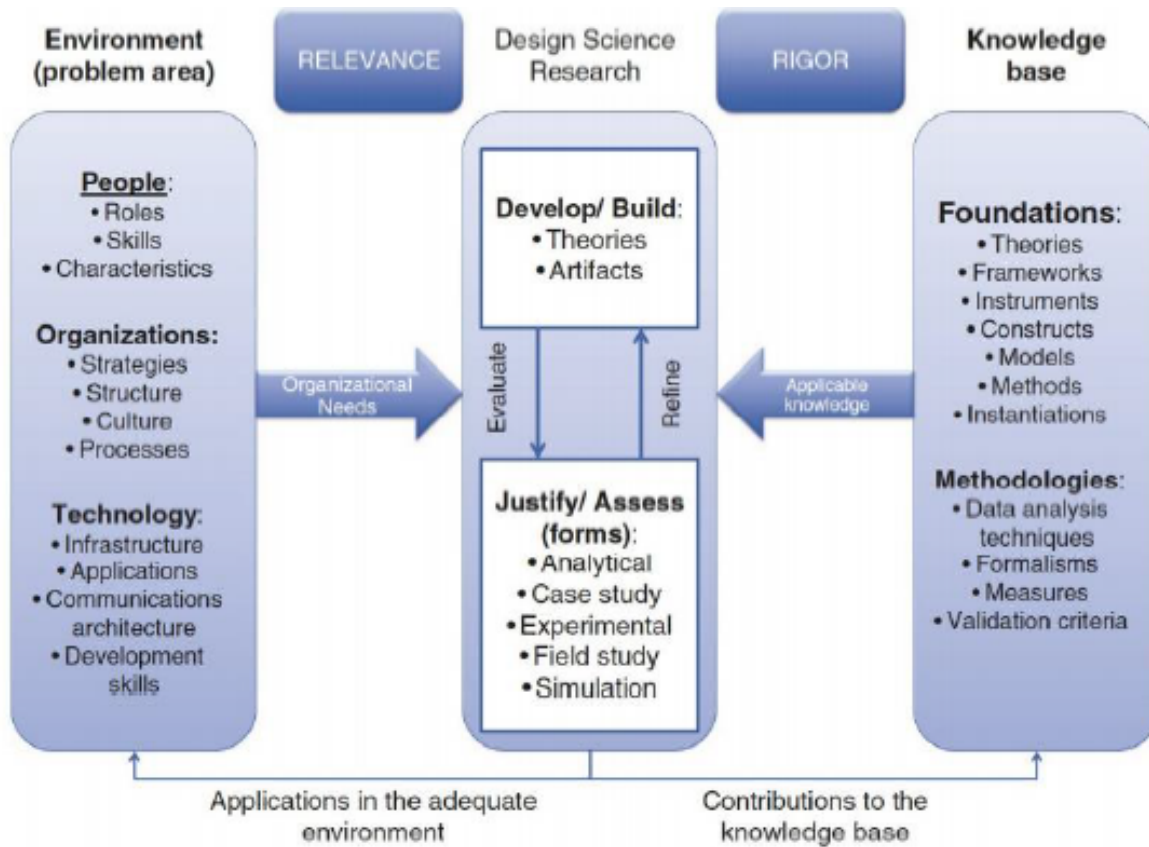 Environment
(problem area)
RELEVANCE
Design Science
Research
RIGOR
Knowledge
base
People:
• Roles
• Skills
• Characteristics
Organizations:
• Strategies
• Structure
• Culture
• Processes
Technology:
• Infrastructure
• Applications
• Communications
architecture
• Development
skills
Organizational
Needs
Develop/ Build:
• Theories
• Artifacts
Evaluate
Refine
Justify/ Assess
(forms):
• Analytical
• Case study
• Experimental
• Field study
• Simulation
Applicable
knowledge
Foundations:
• Theories
• Frameworks
• Instruments
• Constructs
• Models
• Methods
• Instantiations
Methodologies:
• Data analysis
techniques
• Formalisms
• Measures
• Validation criteria
Applications in the adequate
environment
Contributions to the
knowledge base